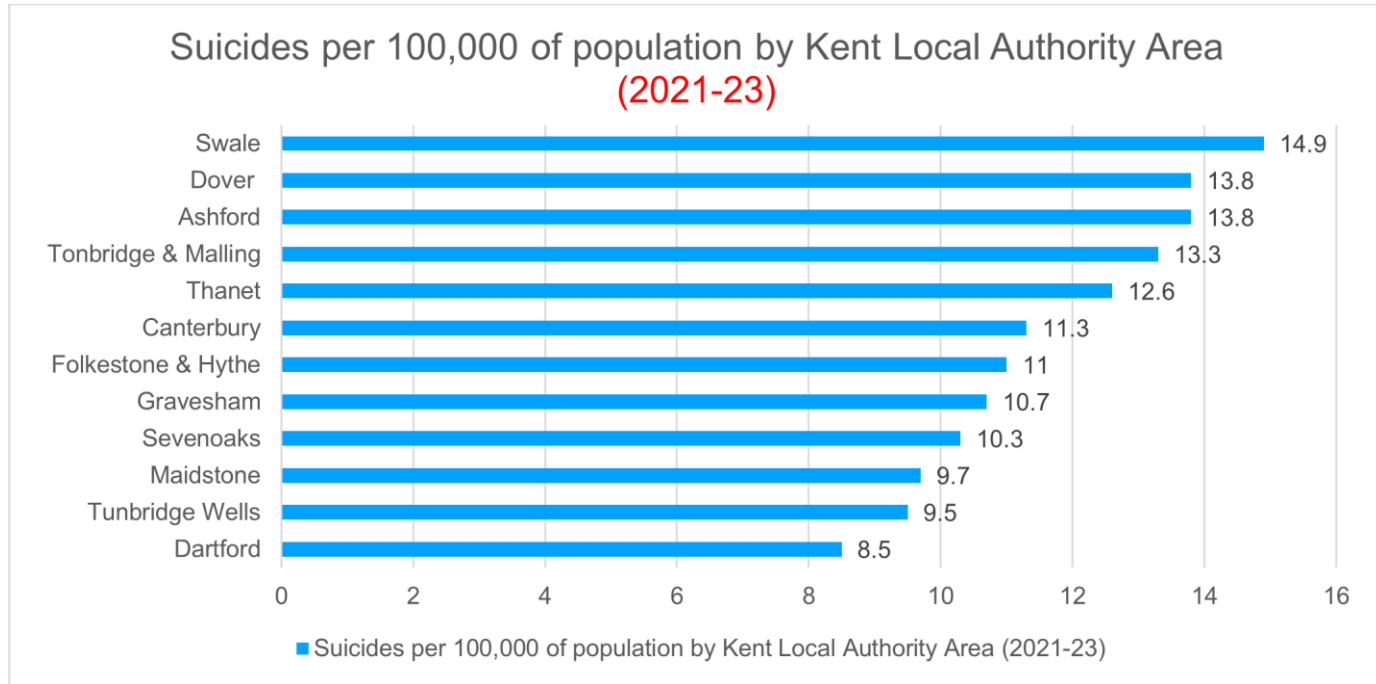 Suicides per 100,000 of population by Kent Local Authority Area
(2021-23)
Swale 14.9
Dover 13.8
Ashford 13.8
Tonbridge & Malling 13.3
Thanet 12.6
Canterbury 11.3
Folkestone & Hythe 11
Gravesham 10.7
Sevenoaks 10.3
Maidstone 9.7
Tunbridge Wells 9.5
Dartford 8.5
0 2 4 6 8 10 12 14 16
Suicides per 100,000 of population by Kent Local Authority Area (2021-23)